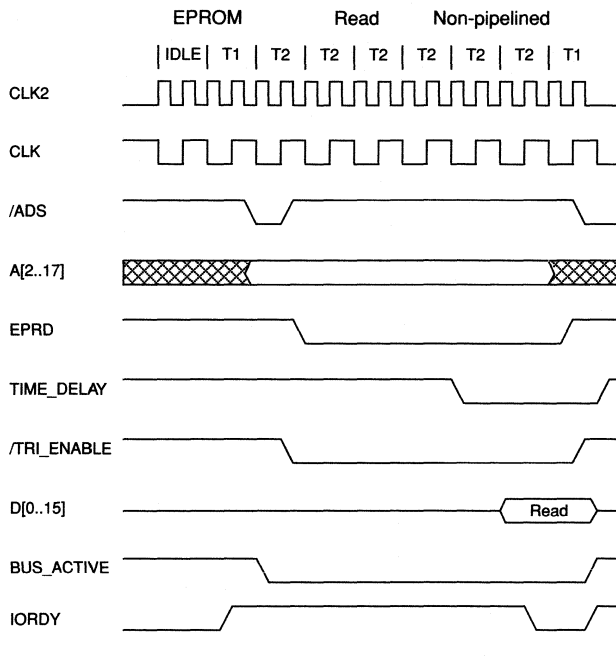 EPROM Read Non-pipelined
| IDLE | T1 | T2 | T2 | T2 | T2 | T2 | T2 | T1
CLK2
CLK
/ADS
A[2..17]
EPRD
TIME_DELAY
/TRI_ENABLE
D[0..15] Read
BUS_ACTIVE
IORDY